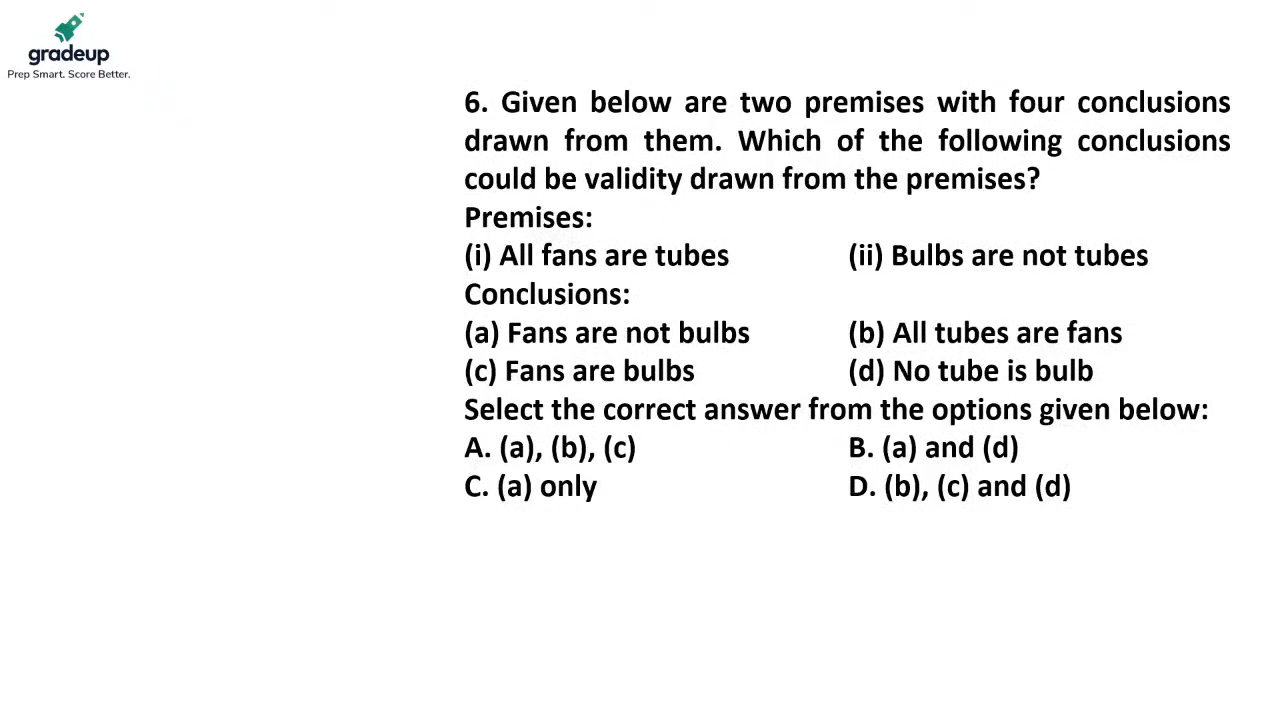 gradeup
Prep Smart. Score Better.
6. Given below are two premises with four conclusions
drawn from them. Which of the following conclusions
could be validity drawn from the premises?
Premises:
(i) All fans are tubes (ii) Bulbs are not tubes
Conclusions:
(a) Fans are not bulbs (b) All tubes are fans
(c) Fans are bulbs (d) No tube is bulb
Select the correct answer from the options given below:
A. (a), (b), (c) B. (a) and (d)
C. (a) only D. (b), (c) and (d)